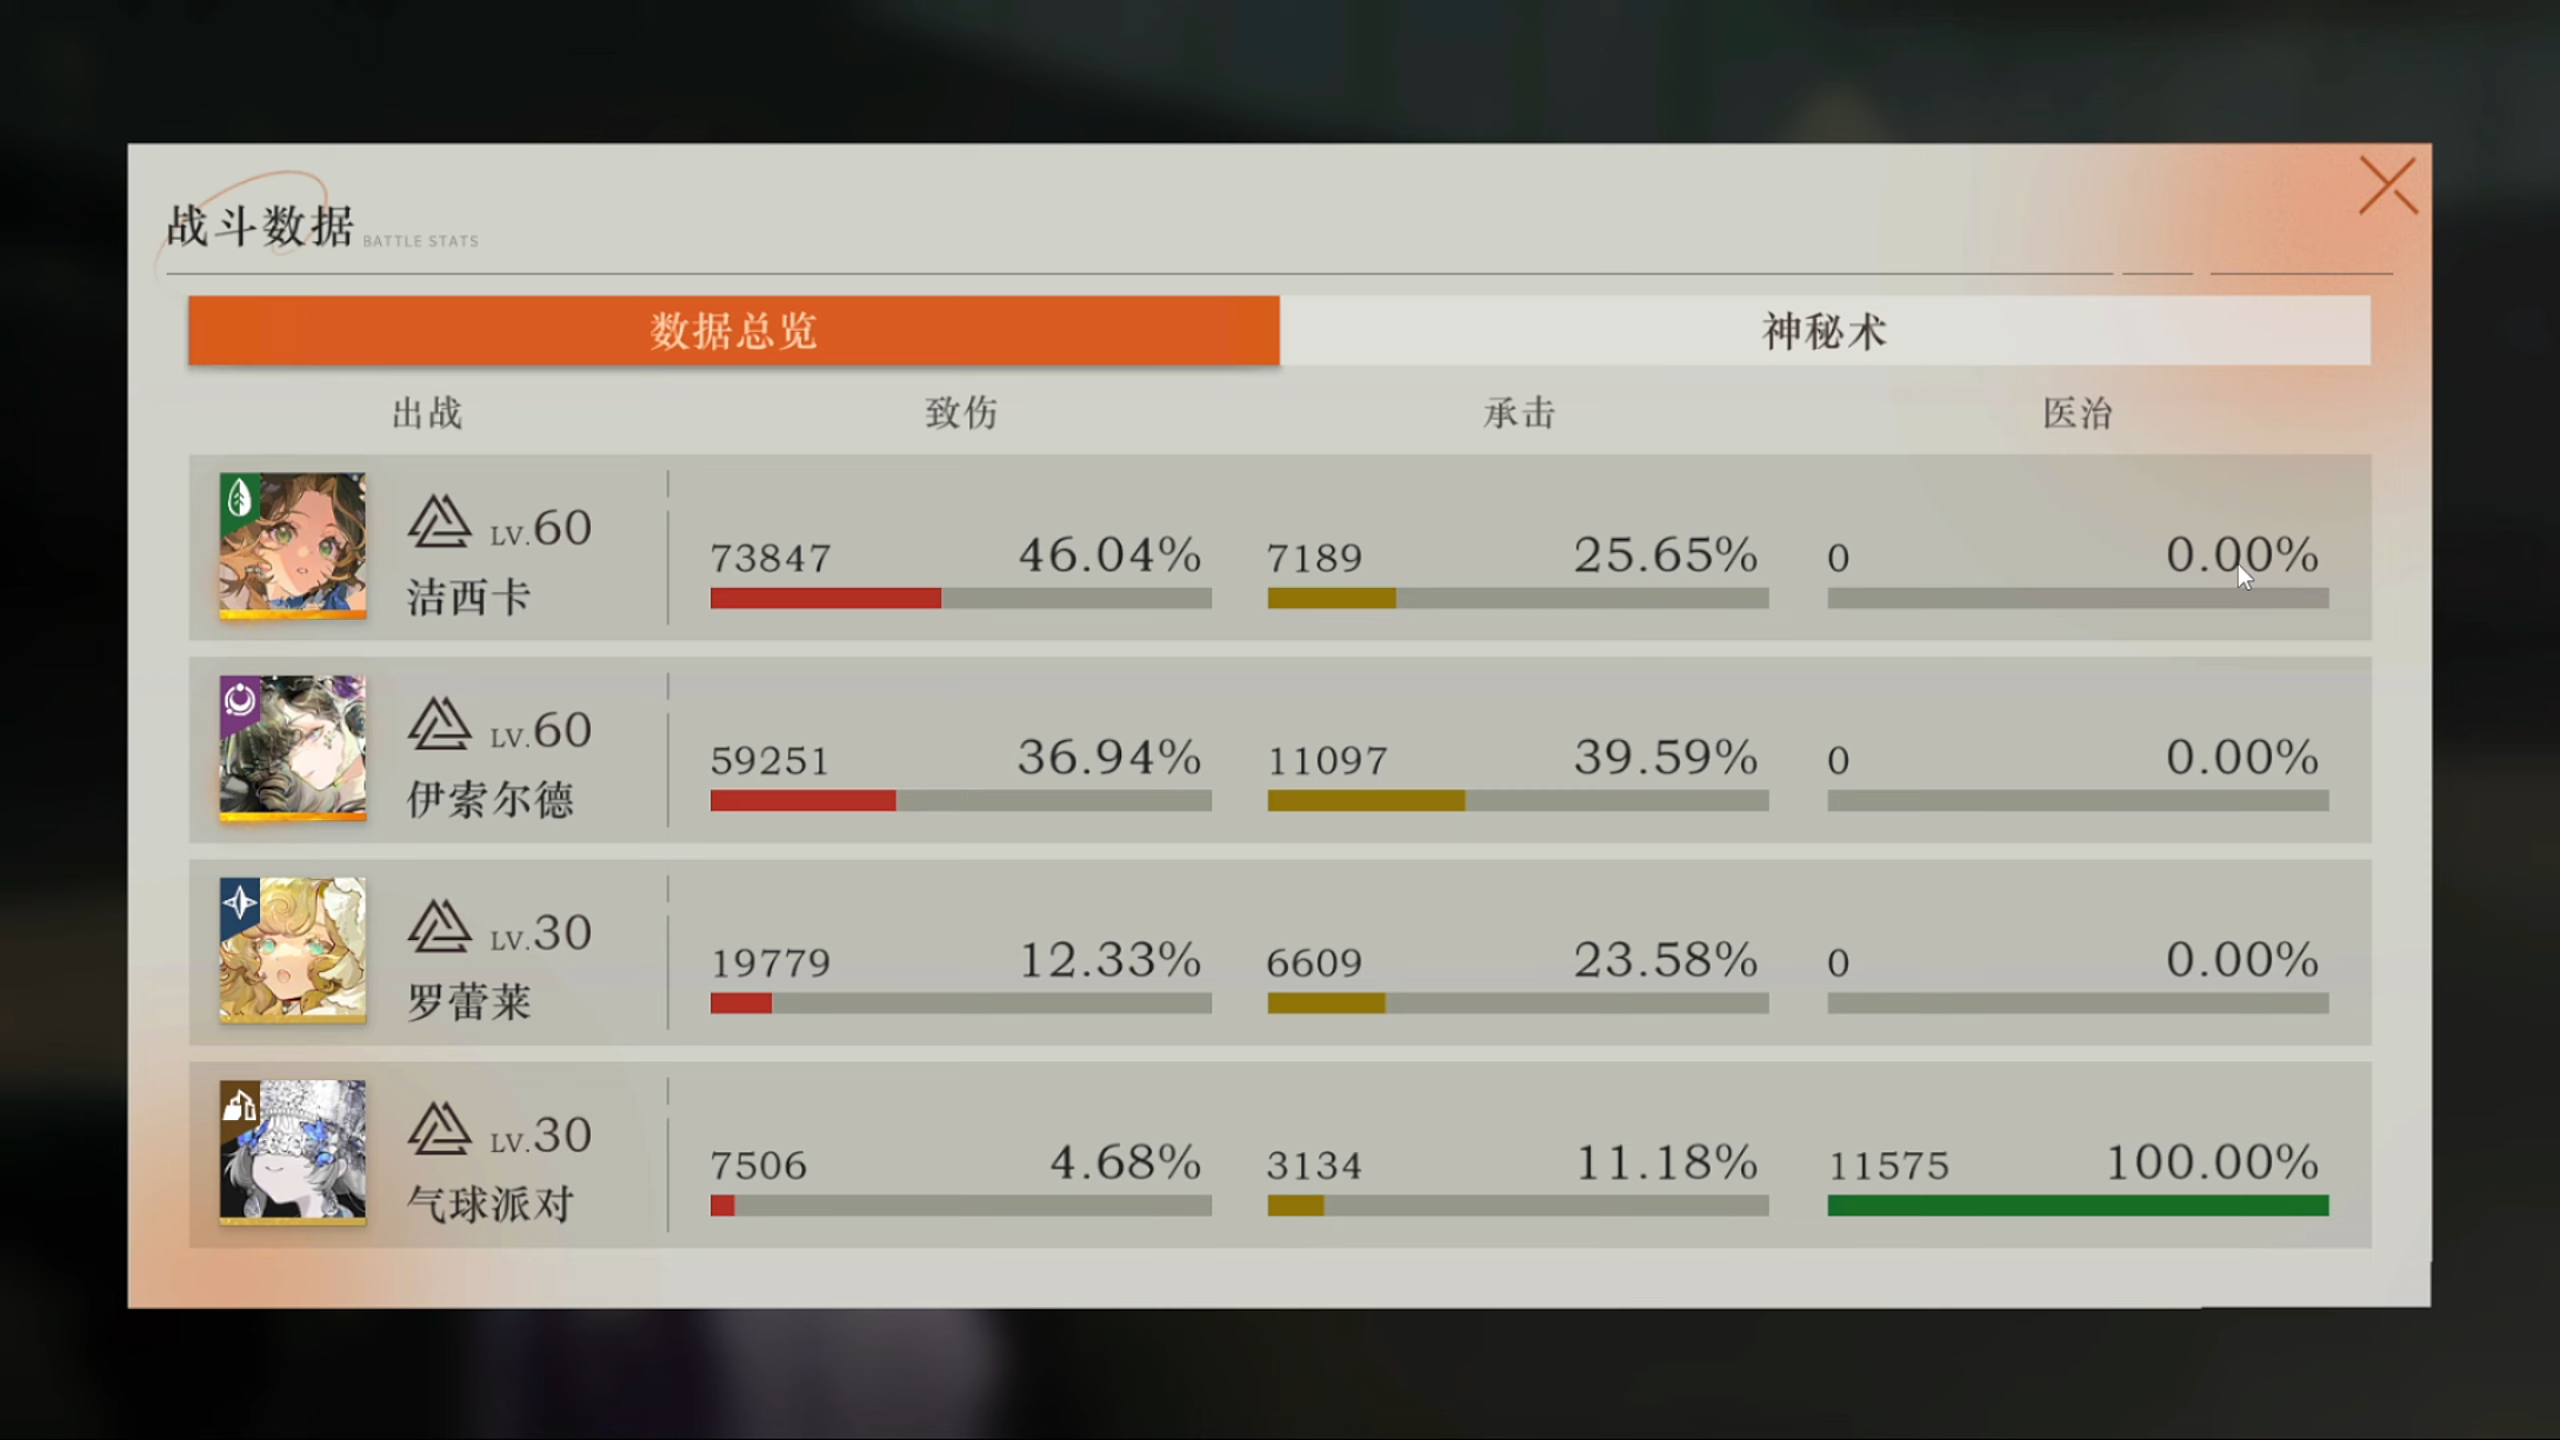 战斗数据 BATTLE STATS
数据总览 神秘术
出战 致伤 承击 医治
LV.60
洁西卡
73847 46.04% 7189 25.65% 0 0.00%
LV.60
伊索尔德
59251 36.94% 11097 39.59% 0 0.00%
LV.30
罗蕾莱
19779 12.33% 6609 23.58% 0 0.00%
LV.30
气球派对
7506 4.68% 3134 11.18% 11575 100.00%